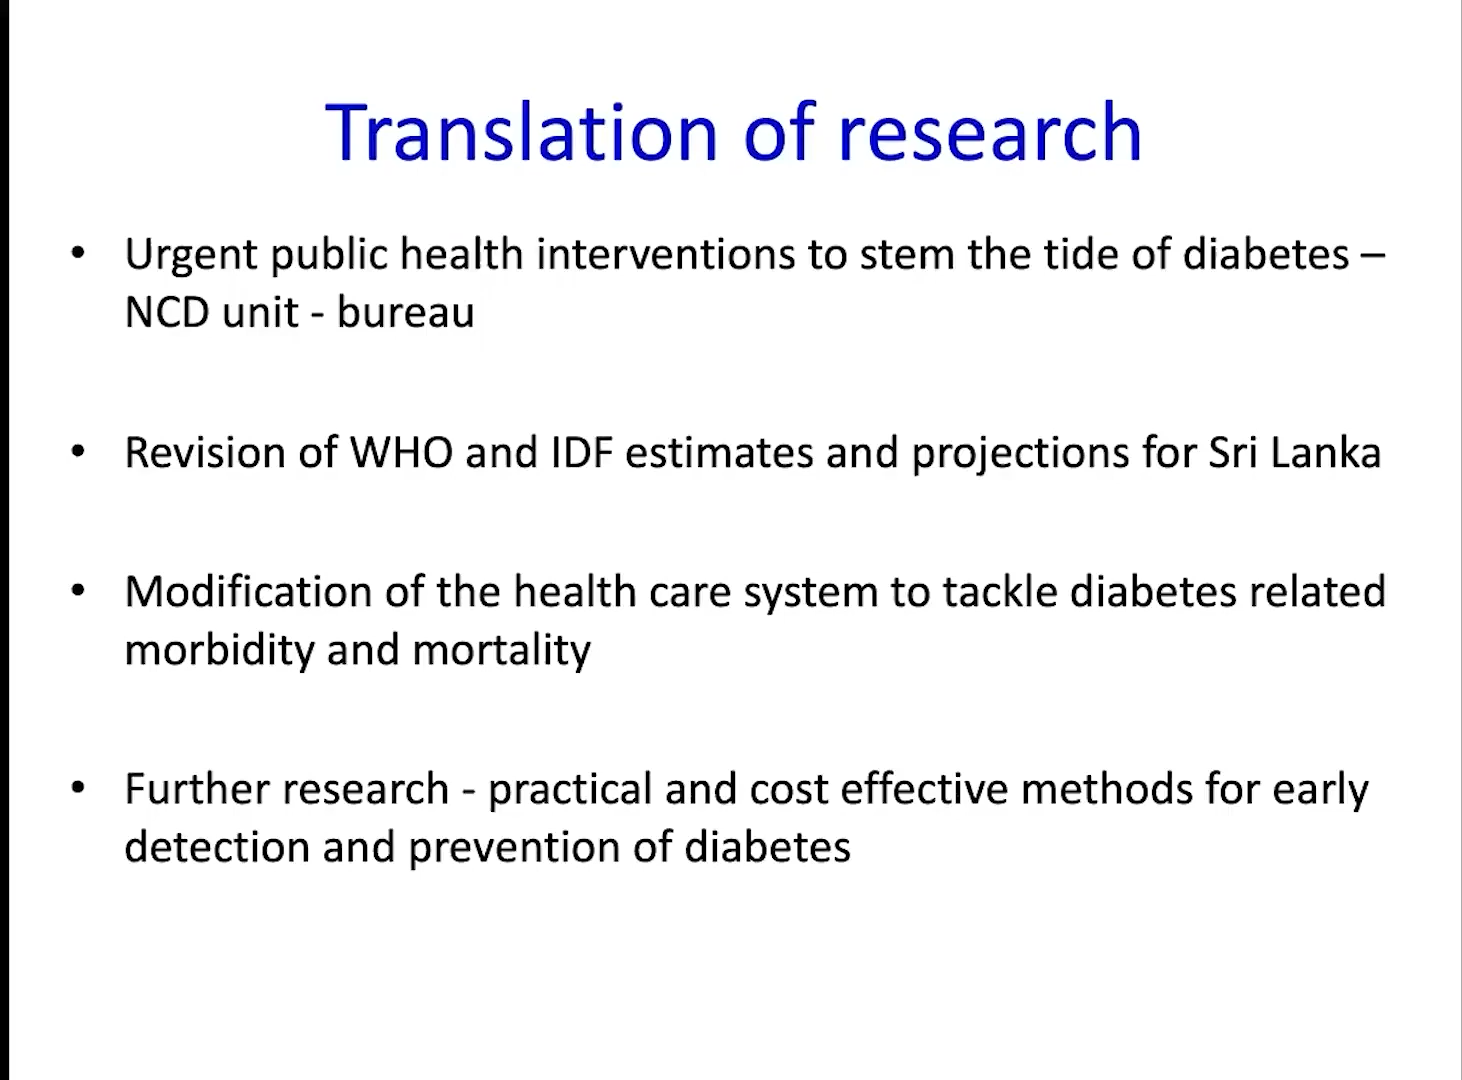 Translation of research
• Urgent public health interventions to stem the tide of diabetes –
NCD unit - bureau
• Revision of WHO and IDF estimates and projections for Sri Lanka
• Modification of the health care system to tackle diabetes related
morbidity and mortality
• Further research - practical and cost effective methods for early
detection and prevention of diabetes